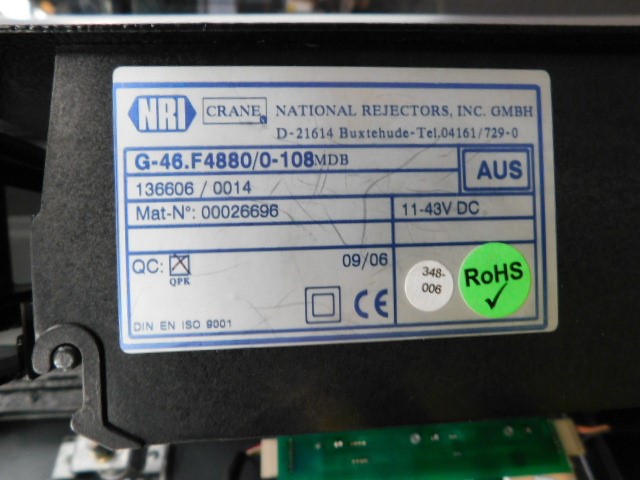 NRI CRANE NATIONAL REJECTORS, INC. GMBH
D-21614 Buxtehude-Tel.04161/729-0
G-46.F4880/0-108MDB
AUS
136606 / 0014
Mat-N°: 00026696 11-43V DC
QC: QPK 09/06
348-
006
RoHS
CE
DIN EN ISO 9001